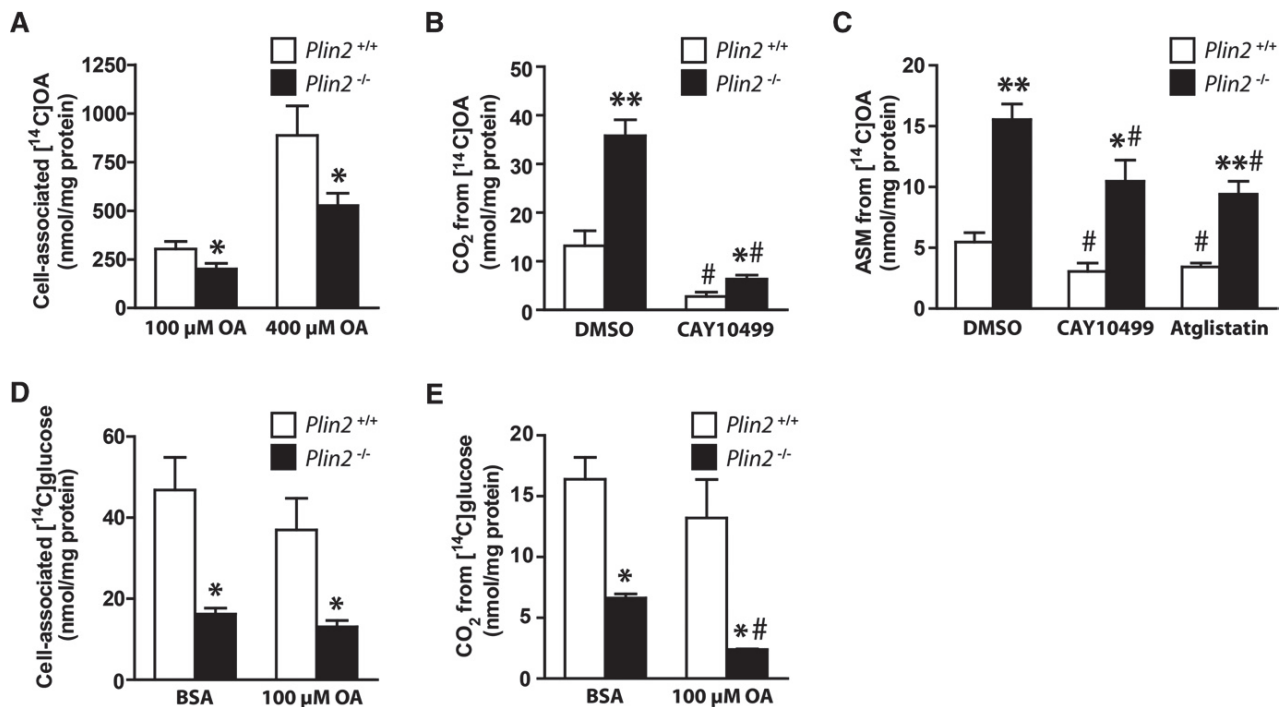 A
Plin2 +/+
Plin2 -/-
Cell-associated [14C]OA
(nmol/mg protein)
1250
1000
750
500
250
0
*
*
100 µM OA
400 µM OA
B
Plin2 +/+
Plin2 -/-
CO2 from [14C]OA
(nmol/mg protein)
50
40
30
20
10
0
**
#
*#
DMSO
CAY10499
C
Plin2 +/+
Plin2 -/-
ASM from [14C]OA
(nmol/mg protein)
20
15
10
5
0
**
#
*#
#
**#
DMSO
CAY10499
Atglistatin
D
Plin2 +/+
Plin2 -/-
Cell-associated [14C]glucose
(nmol/mg protein)
60
40
20
0
*
*
BSA
100 µM OA
E
Plin2 +/+
Plin2 -/-
CO2 from [14C]glucose
(nmol/mg protein)
20
15
10
5
0
*
*#
BSA
100 µM OA